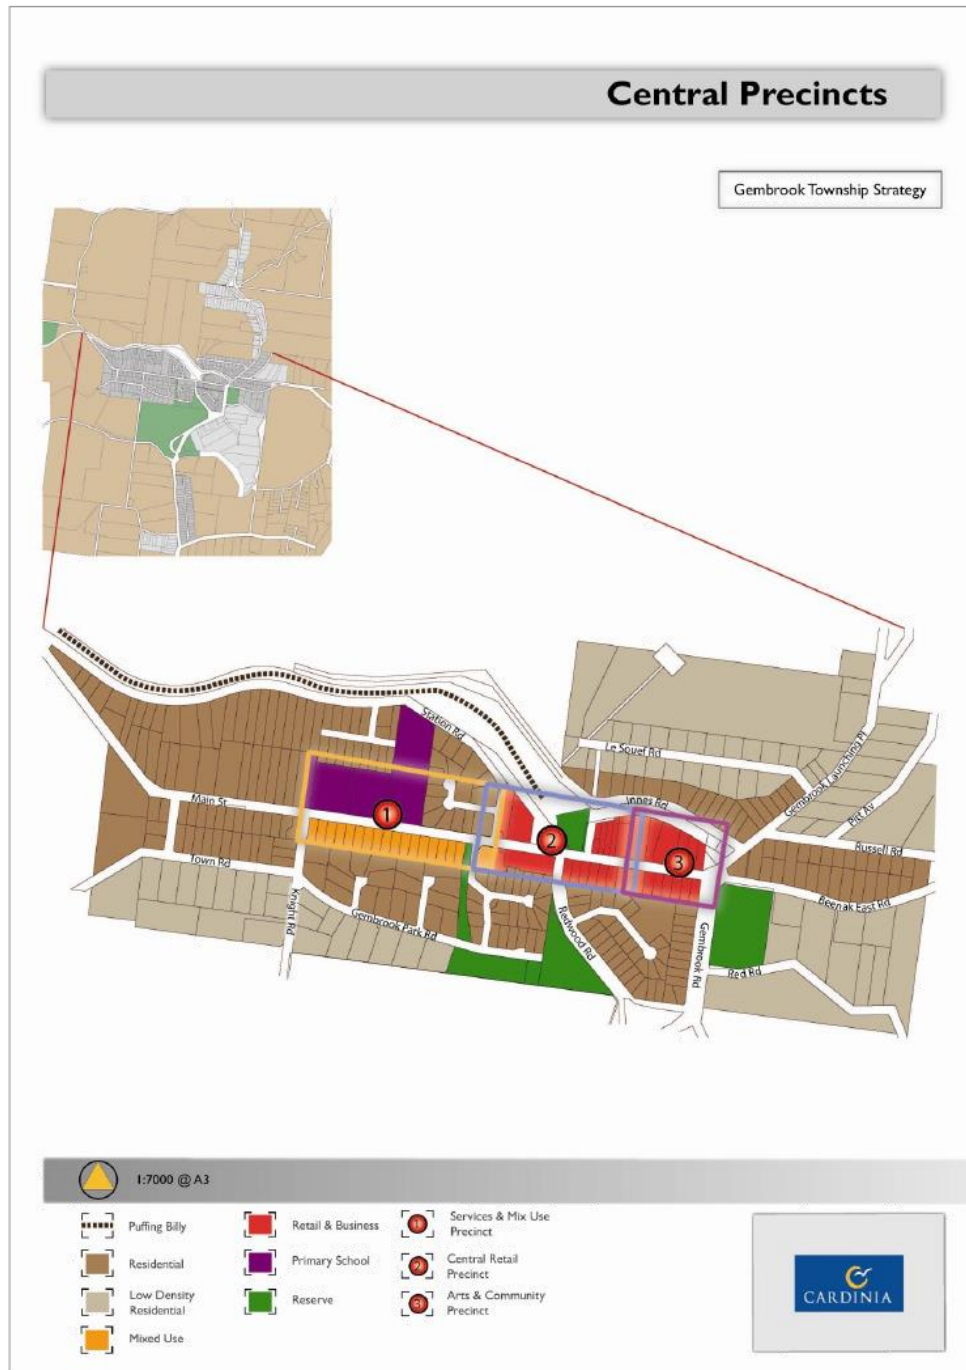 Central Precincts
Gembrook Township Strategy
Station Rd
Le Souef Rd
Gembrook Launching Pl
Innes Rd
Pitt Av
Main St
1
2
3
Russell Rd
Town Rd
Beenak East Rd
Knight Rd
Gembrook Park Rd
Redwood Rd
Gembrook Rd
Red Rd
1:7000 @ A3
Puffing Billy
Residential
Low Density
Residential
Mixed Use
Retail & Business
Primary School
Reserve
Services & Mix Use
Precinct
2
Central Retail
Precinct
Arts & Community
Precinct
CARDINIA